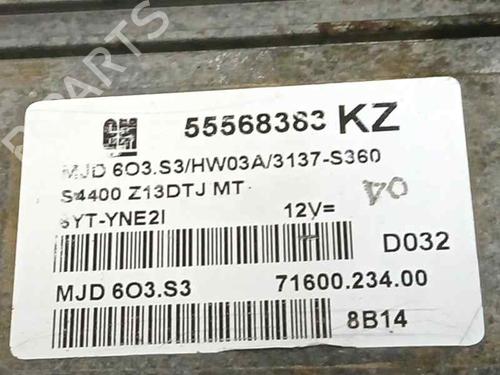 GM 55568383 KZ
MJD 6O3.S3/HW03A/3137-S360
S4400 Z13DTJ MT
6YT-YNE2I 12V= 04
D032
MJD 6O3.S3 71600.234.00
8B14